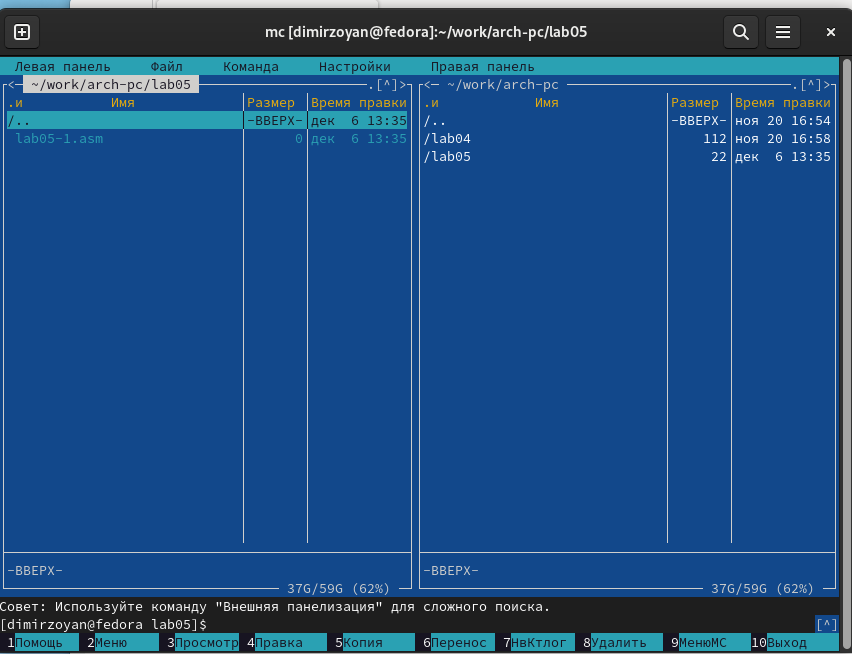 mc [dimirzoyan@fedora]:~/work/arch-pc/lab05
Левая панель Файл Команда Настройки Правая панель
<─ ~/work/arch-pc/lab05 ─.[^]> <─ ~/work/arch-pc ─.[^]>
.и Имя Размер Время правки .и Имя Размер Время правки
/.. -ВВЕРХ- дек 6 13:35 /.. -ВВЕРХ- ноя 20 16:54
lab05-1.asm 0 дек 6 13:35 /lab04 112 ноя 20 16:58
/lab05 22 дек 6 13:35
-ВВЕРХ- -ВВЕРХ-
37G/59G (62%) 37G/59G (62%)
Совет: Используйте команду "Внешняя панелизация" для сложного поиска.
[dimirzoyan@fedora lab05]$ [^]
1Помощь 2Меню 3Просмотр 4Правка 5Копия 6Перенос 7НвКтлог 8Удалить 9МенюМС 10Выход